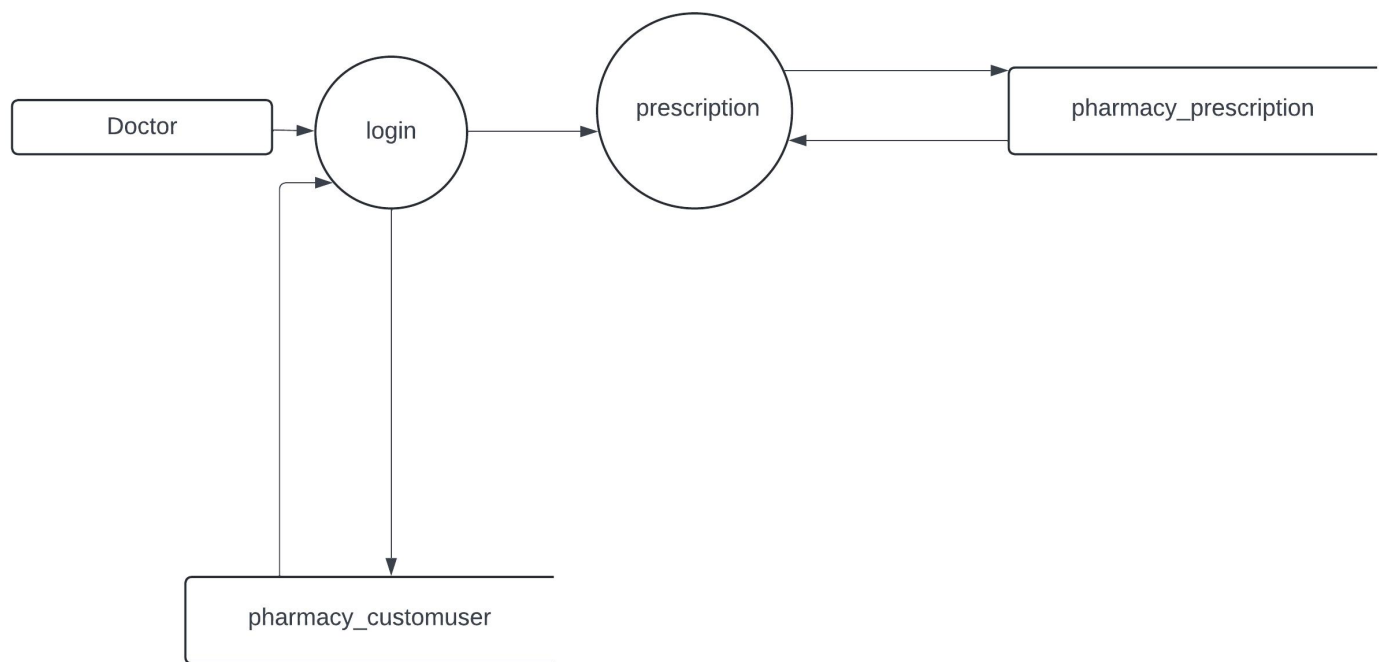 Doctor
login
prescription
pharmacy_prescription
pharmacy_customuser